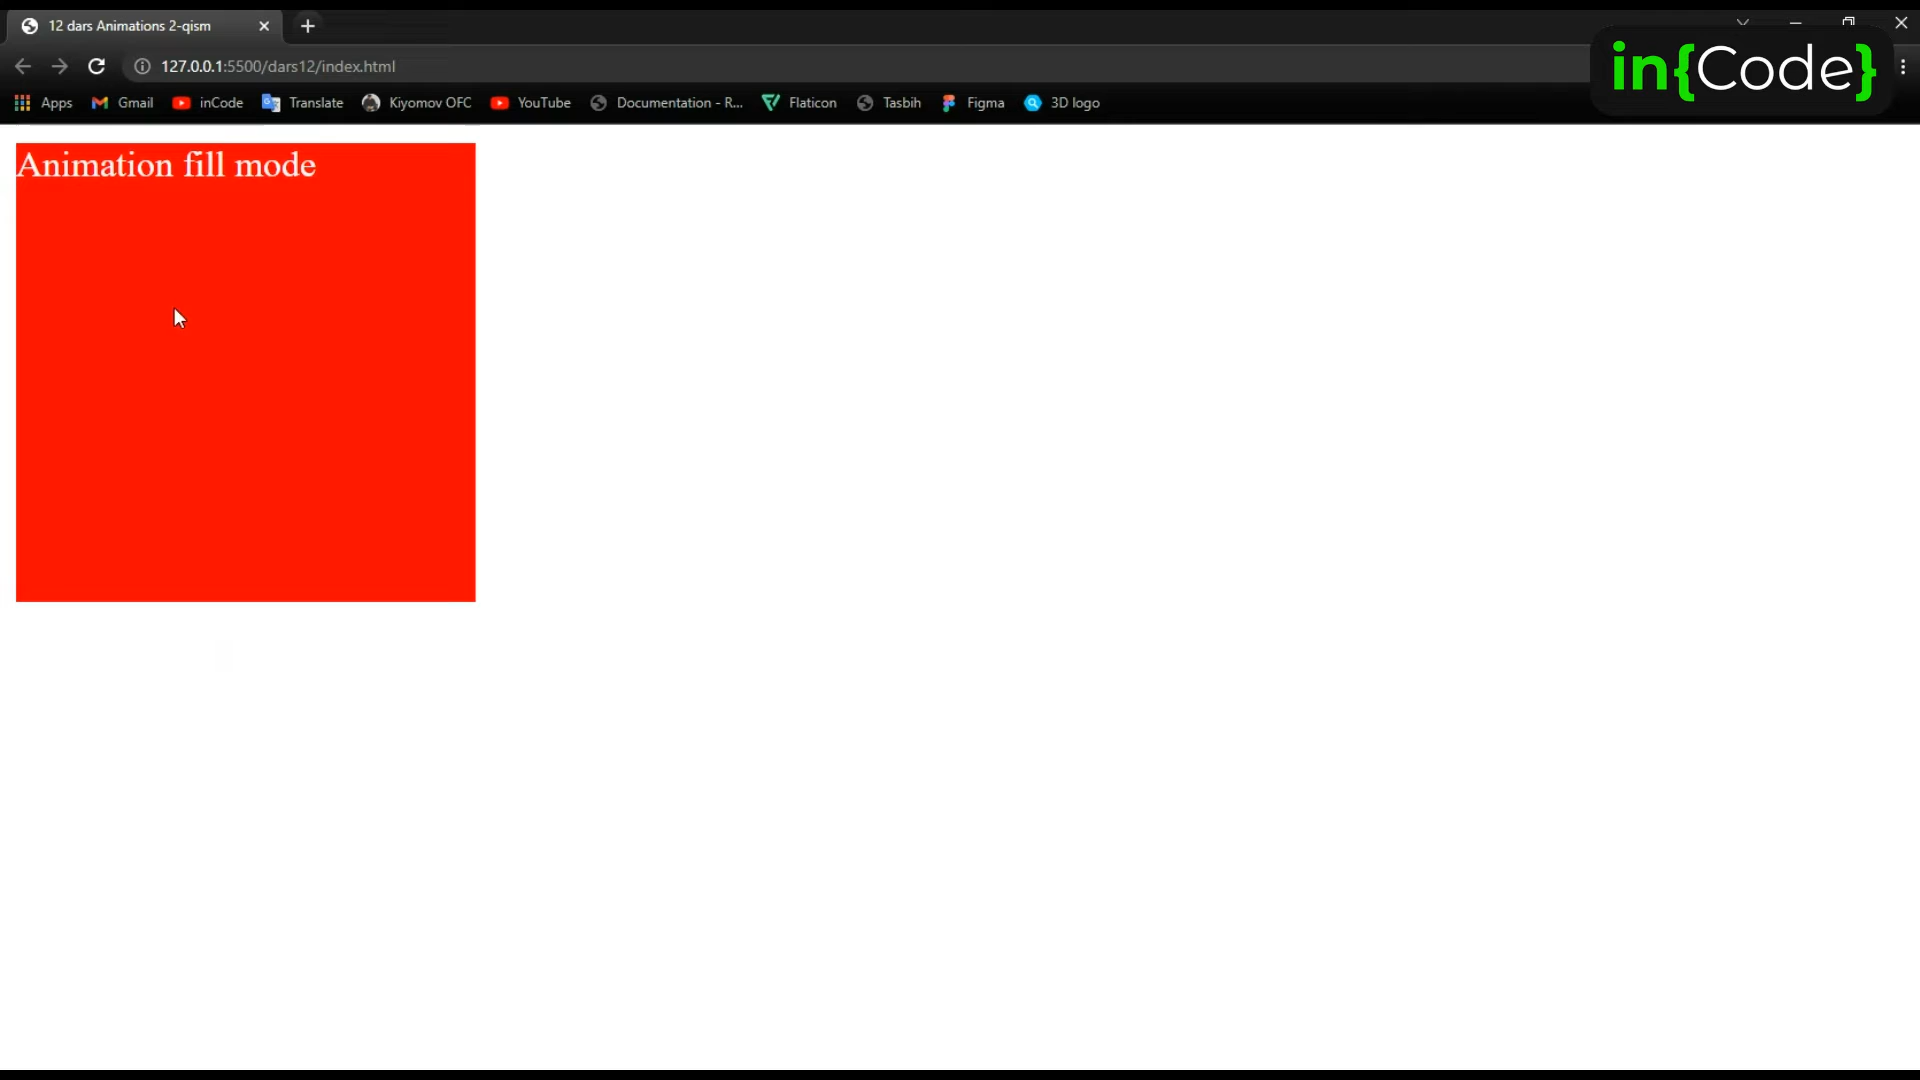 12 dars Animations 2-qism
127.0.0.1:5500/dars12/index.html
in{Code}
Apps Gmail inCode Translate Kiyomov OFC YouTube Documentation - R... Flaticon Tasbih Figma 3D logo
Animation fill mode